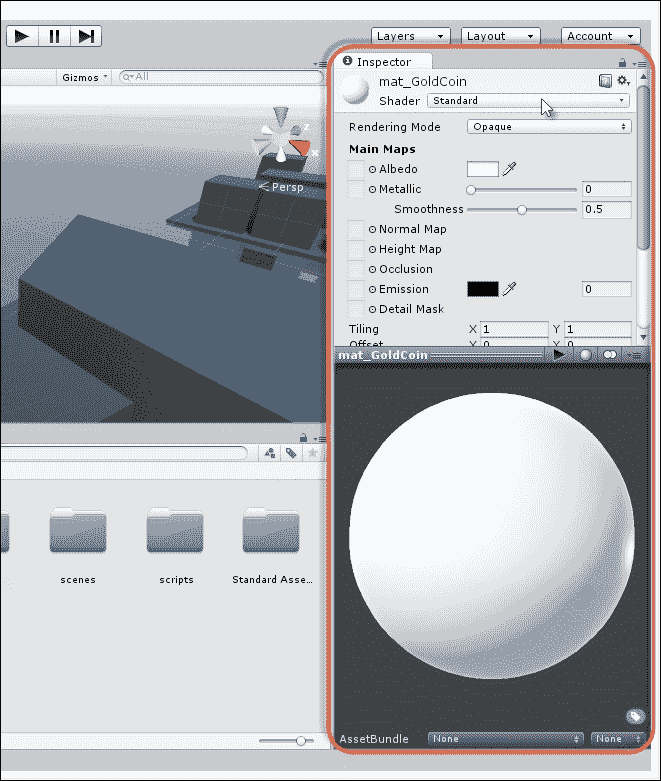 Layers
Layout
Account
Gizmos
All
Inspector
mat_GoldCoin
Shader Standard
z
x
Persp
Rendering Mode Opaque
Main Maps
Albedo
Metallic 0
Smoothness 0.5
Normal Map
Height Map
Occlusion
Emission 0
Detail Mask
Tiling X 1 Y 1
Offset X 0 Y 0
mat_GoldCoin
scenes
scripts
Standard Asse...
AssetBundle None None